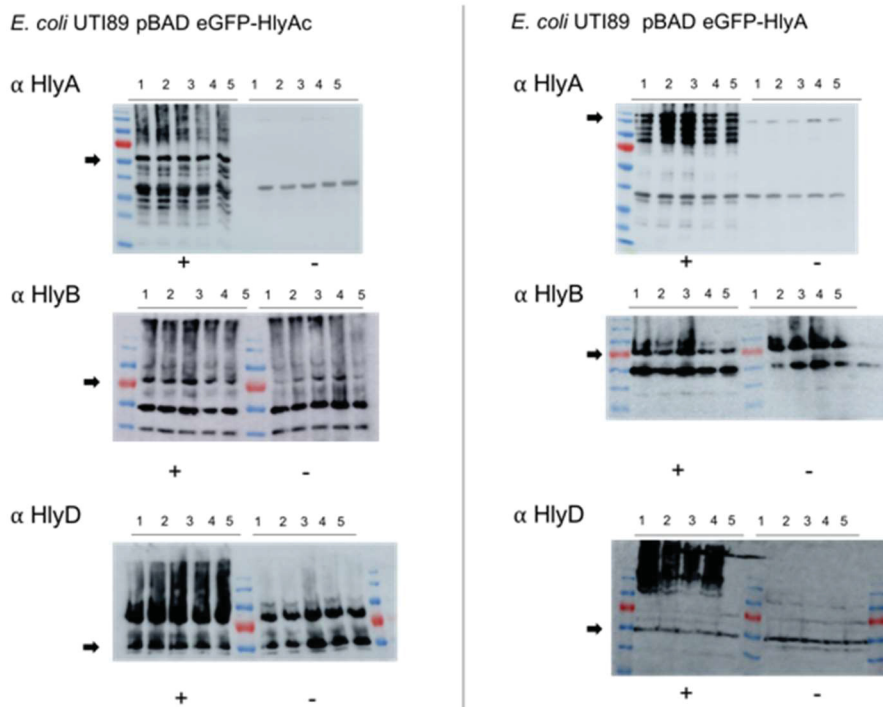 E. coli UTI89 pBAD eGFP-HlyAc
α HlyA
1 2 3 4 5 1 2 3 4 5
+ -
α HlyB
1 2 3 4 5 1 2 3 4 5
+ -
α HlyD
1 2 3 4 5 1 2 3 4 5
+ -
E. coli UTI89 pBAD eGFP-HlyA
α HlyA
1 2 3 4 5 1 2 3 4 5
+ -
α HlyB
1 2 3 4 5 1 2 3 4 5
+ -
α HlyD
1 2 3 4 5 1 2 3 4 5
+ -